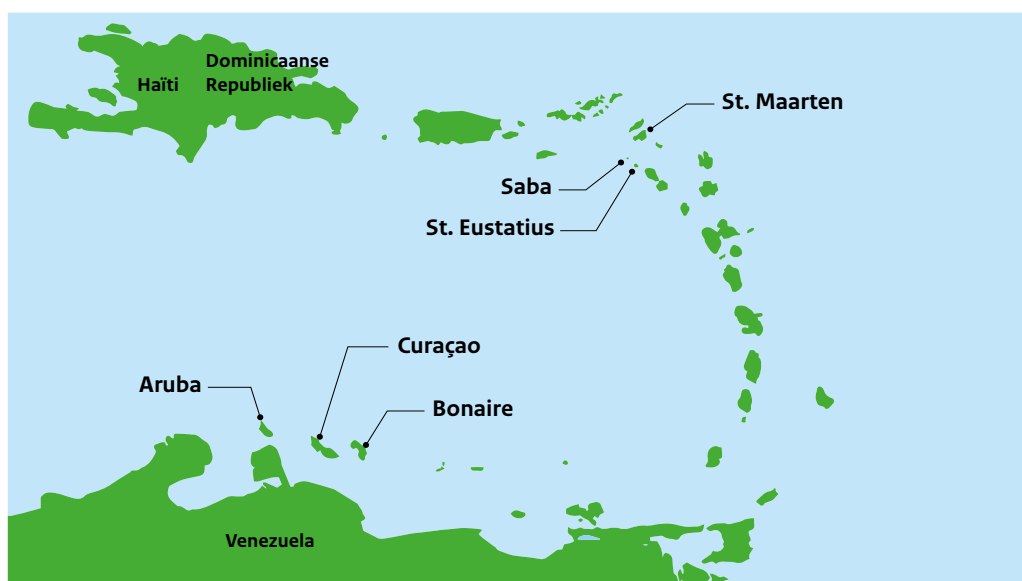 Dominicaanse
Haïti Republiek
St. Maarten
Saba
St. Eustatius
Curaçao
Aruba
Bonaire
Venezuela